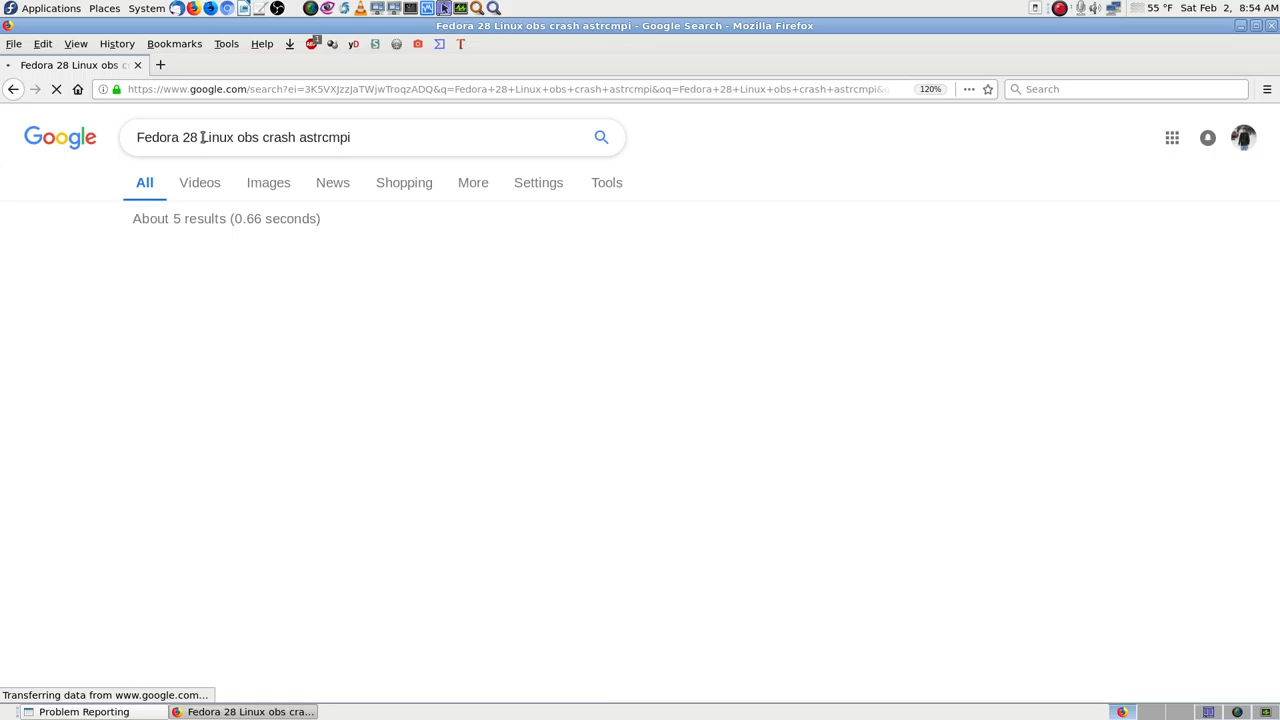 Applications Places System
55 °F Sat Feb 2, 8:54 AM
Fedora 28 Linux obs crash astrcmpi - Google Search - Mozilla Firefox
File Edit View History Bookmarks Tools Help
1
yD
S
T
Fedora 28 Linux obs c
https://www.google.com/search?ei=3K5VXJzzJaTWjwTroqzADQ&q=Fedora+28+Linux+obs+crash+astrcmpi&oq=Fedora+28+Linux+obs+crash+astrcmpi&g
120%
Search
Google
Fedora 28 Linux obs crash astrcmpi
All Videos Images News Shopping More Settings Tools
About 5 results (0.66 seconds)
Transferring data from www.google.com...
Problem Reporting
Fedora 28 Linux obs cra...